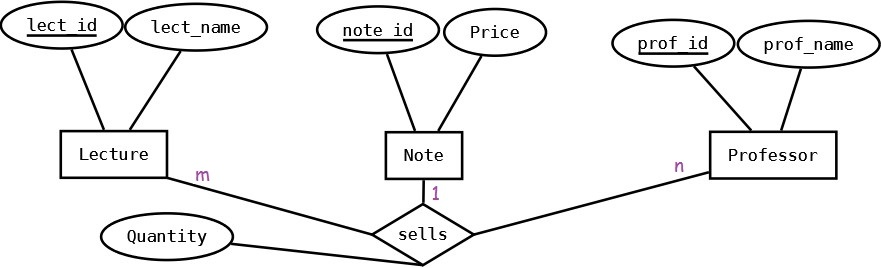 lect_id
lect_name
note_id
Price
prof_id
prof_name
Lecture
Note
Professor
m
1
n
Quantity
sells